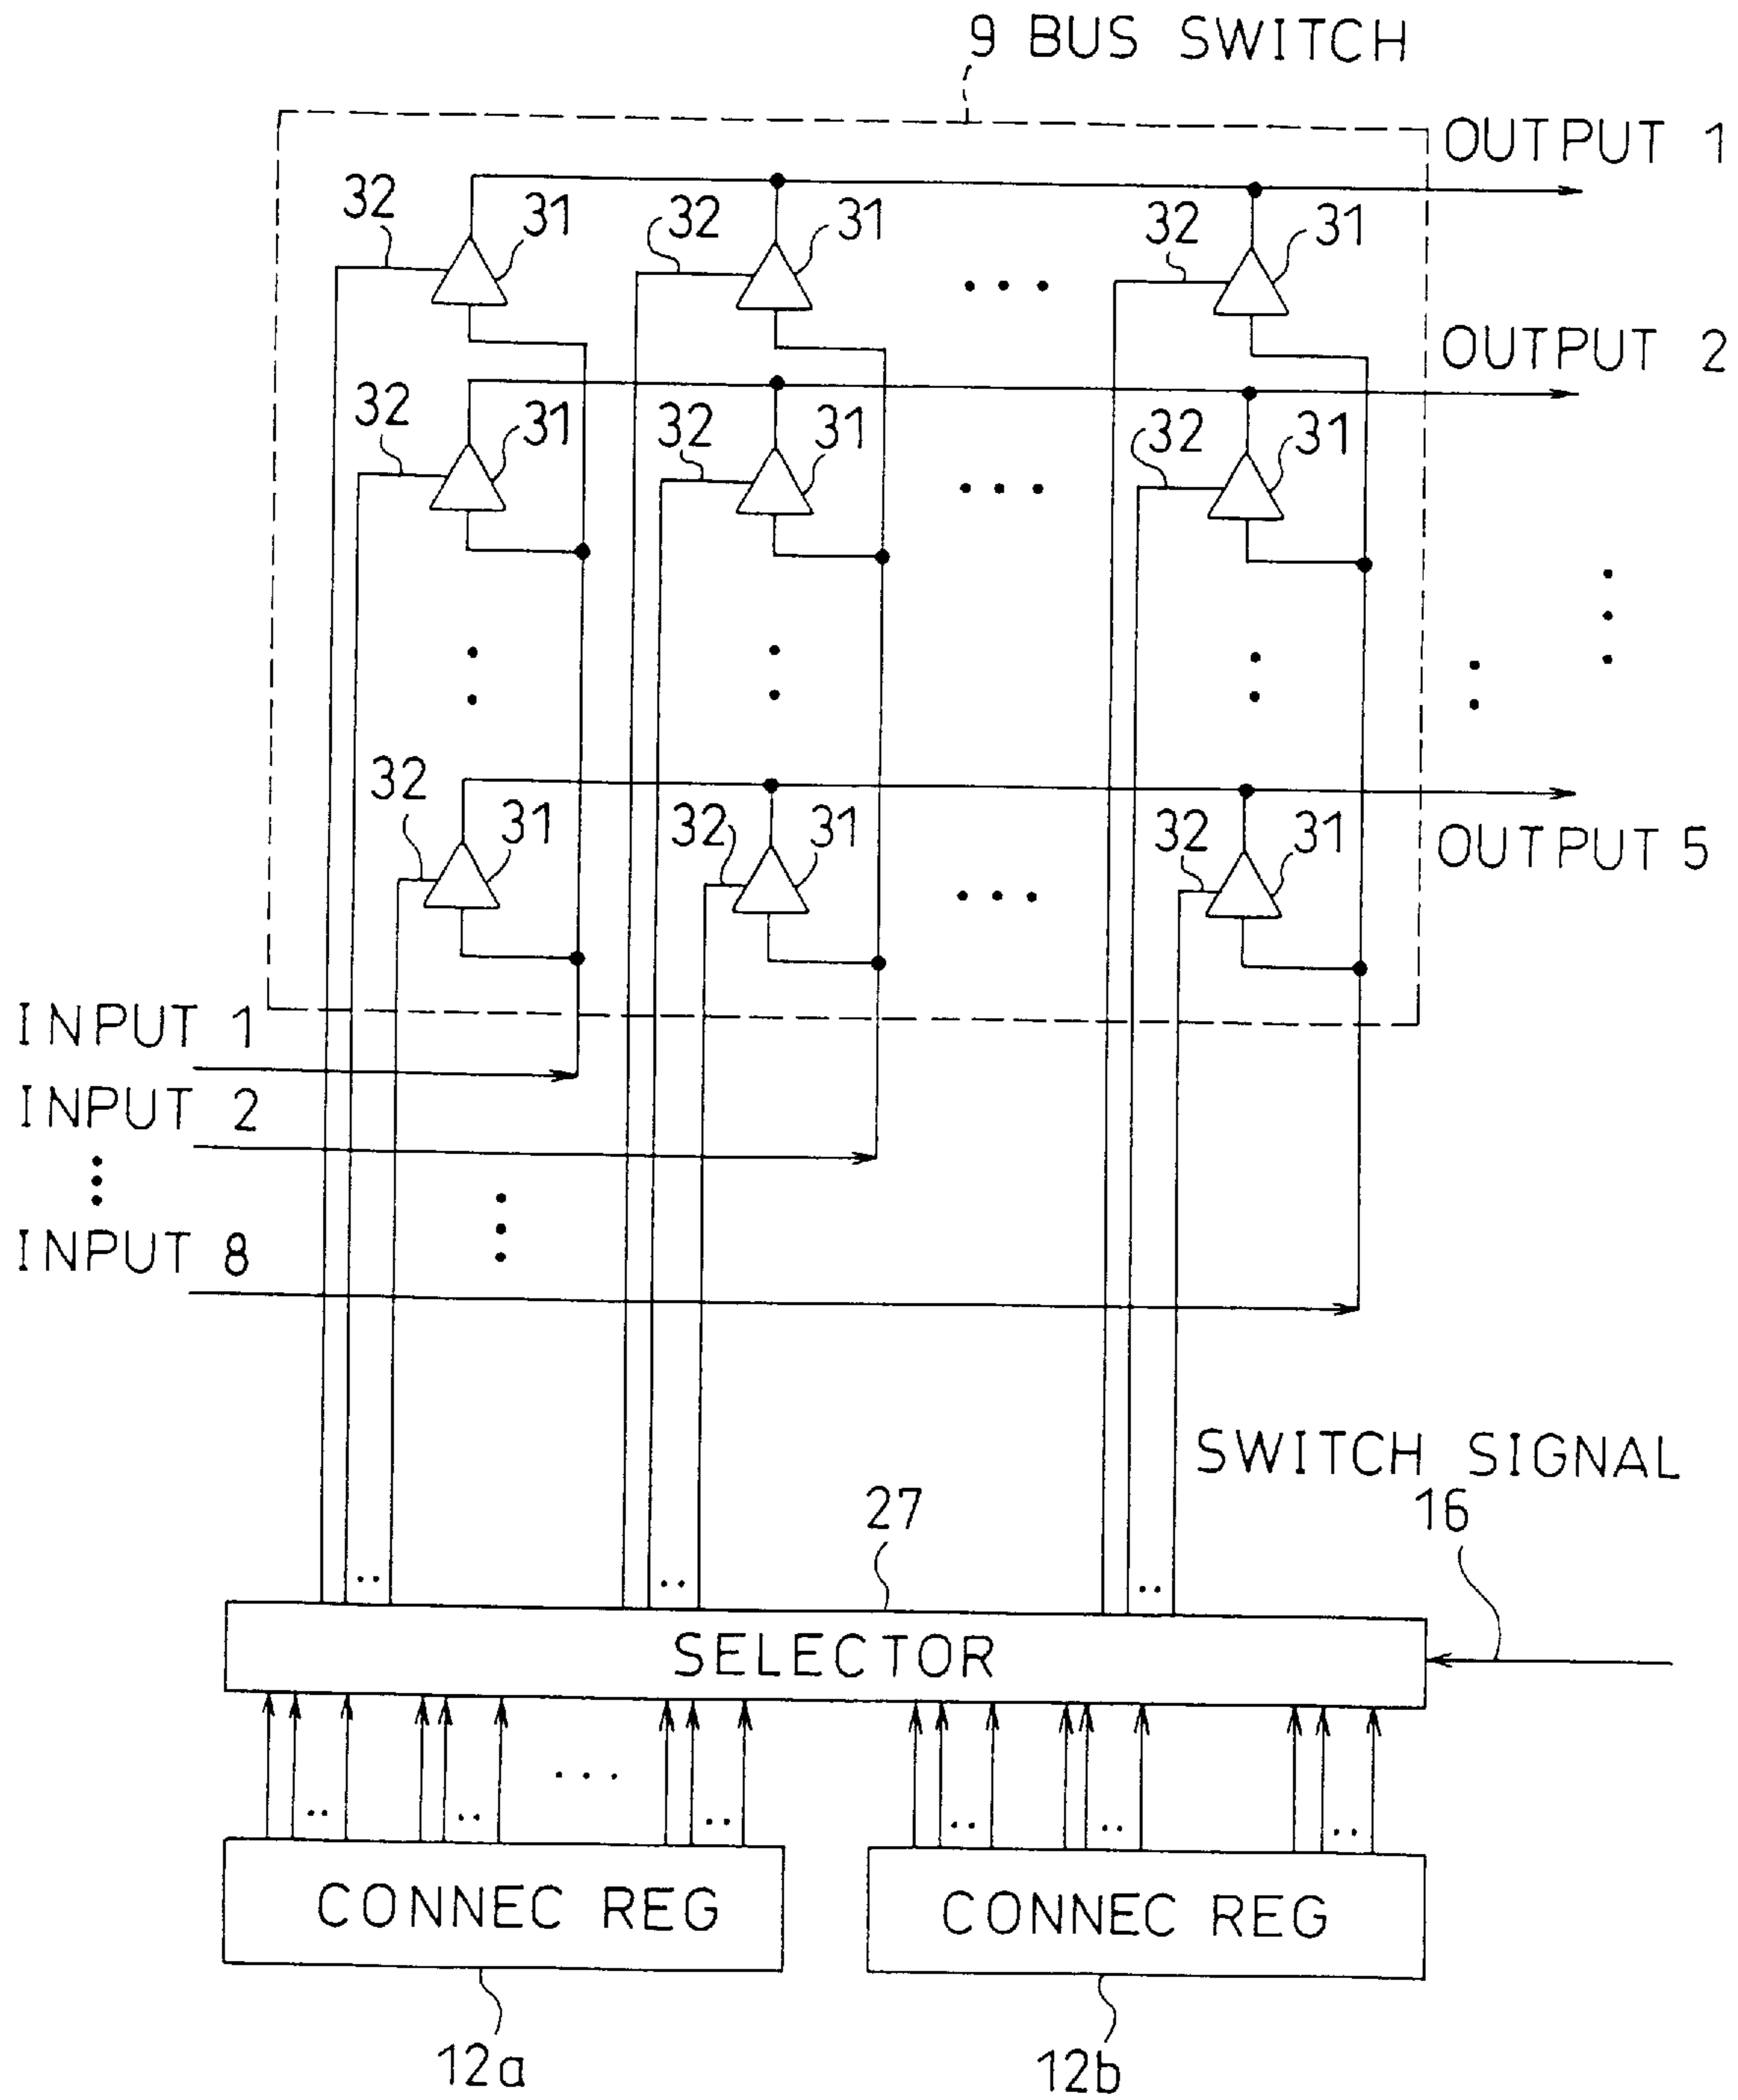 9 BUS SWITCH
OUTPUT 1
32 31 32 31 32 31
OUTPUT 2
32 31 32 31 32 31
32 31 32 31 32 31
OUTPUT 5
INPUT 1
INPUT 2
INPUT 8
SWITCH SIGNAL
27 16
SELECTOR
CONNEC REG CONNEC REG
12a 12b